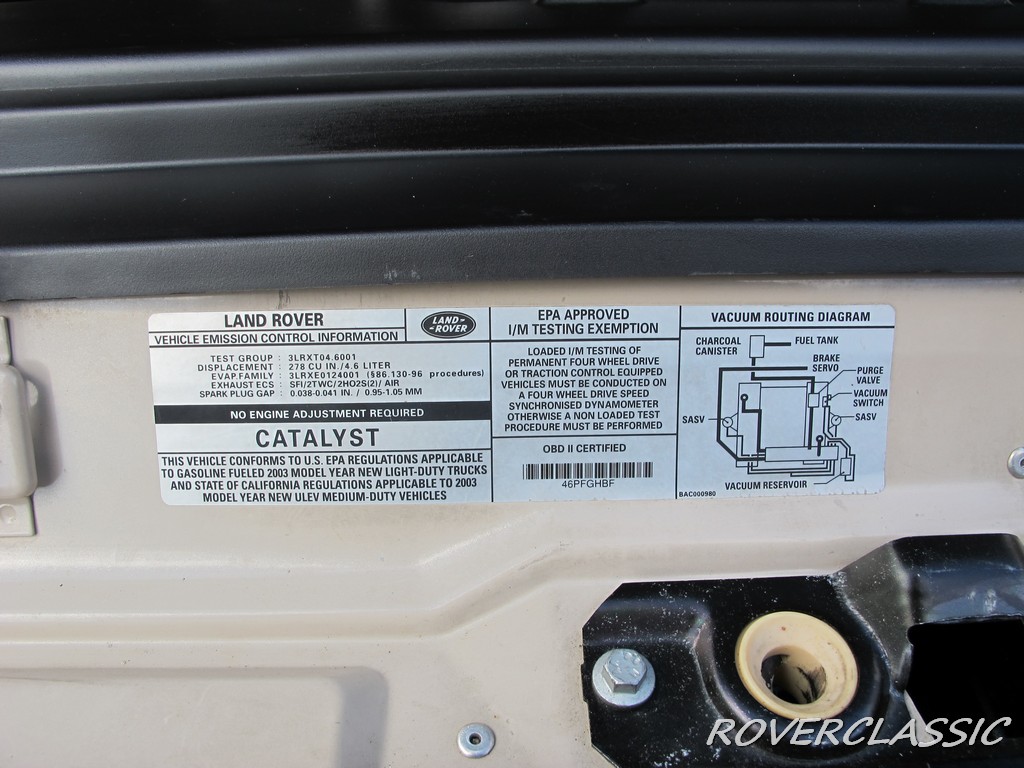 LAND ROVER
VEHICLE EMISSION CONTROL INFORMATION
LAND-
-ROVER
TEST GROUP : 3LRXT04.6001
DISPLACEMENT : 278 CU IN./4.6 LITER
EVAP.FAMILY : 3LRXE0124001 (§86.130-96 procedures)
EXHAUST ECS : SFI/2TWC/2HO2S(2)/ AIR
SPARK PLUG GAP : 0.038-0.041 IN. / 0.95-1.05 MM
NO ENGINE ADJUSTMENT REQUIRED
CATALYST
THIS VEHICLE CONFORMS TO U.S. EPA REGULATIONS APPLICABLE
TO GASOLINE FUELED 2003 MODEL YEAR NEW LIGHT-DUTY TRUCKS
AND STATE OF CALIFORNIA REGULATIONS APPLICABLE TO 2003
MODEL YEAR NEW ULEV MEDIUM-DUTY VEHICLES
EPA APPROVED
I/M TESTING EXEMPTION
LOADED I/M TESTING OF
PERMANENT FOUR WHEEL DRIVE
OR TRACTION CONTROL EQUIPPED
VEHICLES MUST BE CONDUCTED ON
A FOUR WHEEL DRIVE SPEED
SYNCHRONISED DYNAMOMETER
OTHERWISE A NON LOADED TEST
PROCEDURE MUST BE PERFORMED
OBD II CERTIFIED
46PFGHBF
VACUUM ROUTING DIAGRAM
CHARCOAL
CANISTER
FUEL TANK
BRAKE
SERVO
PURGE
VALVE
VACUUM
SWITCH
SASV
SASV
VACUUM RESERVOIR
BAC000980
ROVERCLASSIC